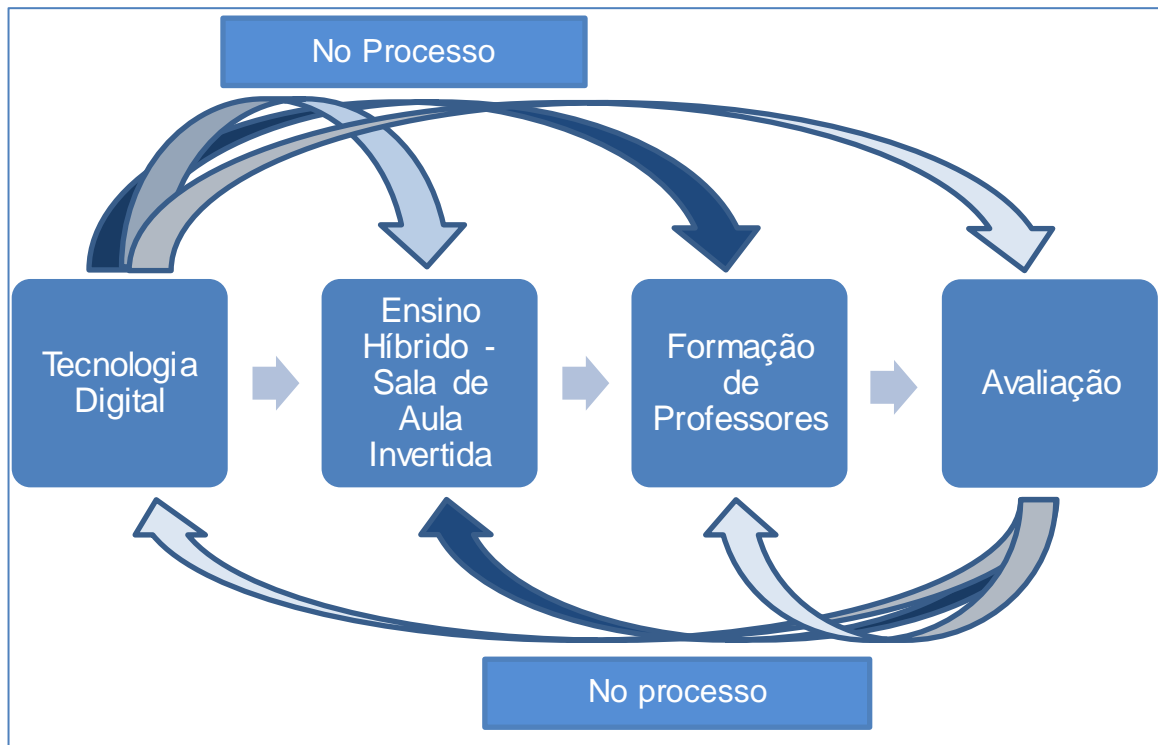 No Processo
Tecnologia
Digital
Ensino
Híbrido -
Sala de
Aula
Invertida
Formação
de
Professores
Avaliação
No processo